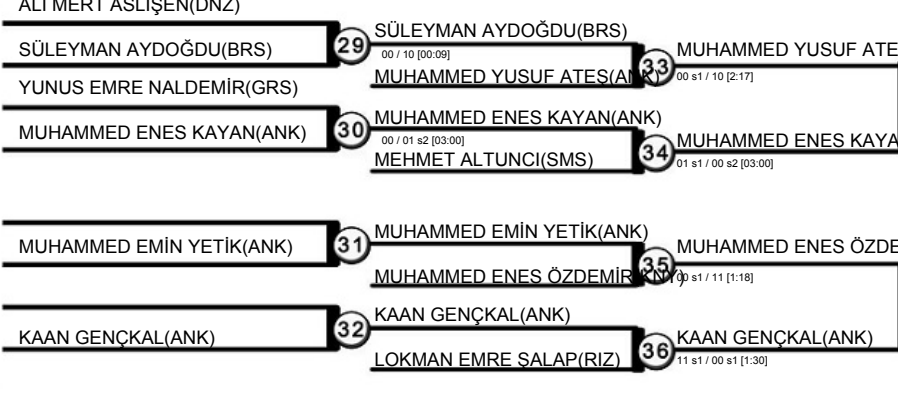 ALİ MERT ASLIŞEN(DNZ)
SÜLEYMAN AYDOĞDU(BRS)
29
SÜLEYMAN AYDOĞDU(BRS)
00 / 10 [00:09]
MUHAMMED YUSUF ATEŞ(ANK)
33
MUHAMMED YUSUF ATE
00 s1 / 10 [2:17]
YUNUS EMRE NALDEMİR(GRS)
MUHAMMED ENES KAYAN(ANK)
30
MUHAMMED ENES KAYAN(ANK)
00 / 01 s2 [03:00]
MEHMET ALTUNCI(SMS)
34
MUHAMMED ENES KAYA
01 s1 / 00 s2 [03:00]
MUHAMMED EMİN YETİK(ANK)
31
MUHAMMED EMİN YETİK(ANK)
MUHAMMED ENES ÖZDEMİR(KNY)
35
MUHAMMED ENES ÖZDE
00 s1 / 11 [1:18]
KAAN GENÇKAL(ANK)
32
KAAN GENÇKAL(ANK)
LOKMAN EMRE ŞALAP(RIZ)
36
KAAN GENÇKAL(ANK)
11 s1 / 00 s1 [1:30]